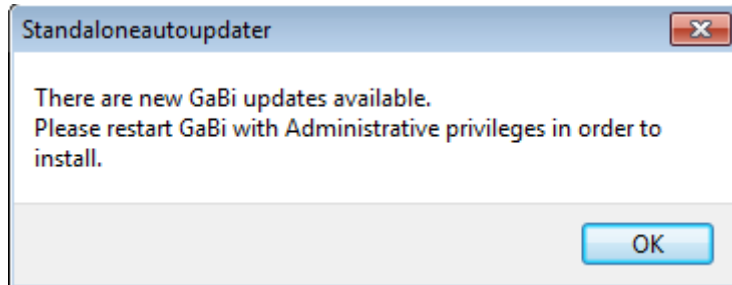 Standaloneautoupdater
There are new GaBi updates available.
Please restart GaBi with Administrative privileges in order to
install.
OK